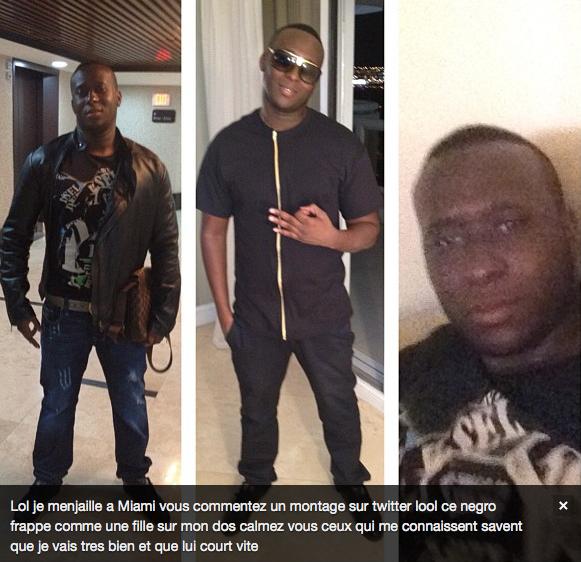 Lol je menjaille a Miami vous commentez un montage sur twitter lool ce negro
frappe comme une fille sur mon dos calmez vous ceux qui me connaissent savent
que je vais tres bien et que lui court vite
×